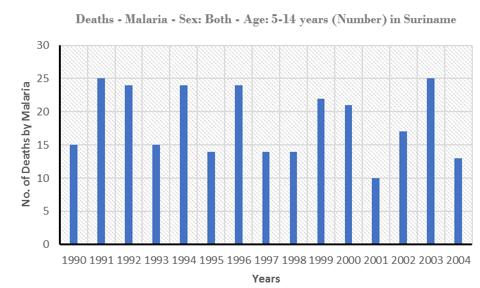 Deaths - Malaria - Sex: Both - Age: 5-14 years (Number) in Suriname
30
25
20
15
10
5
0
No. of Deaths by Malaria
1990 1991 1992 1993 1994 1995 1996 1997 1998 1999 2000 2001 2002 2003 2004
Years